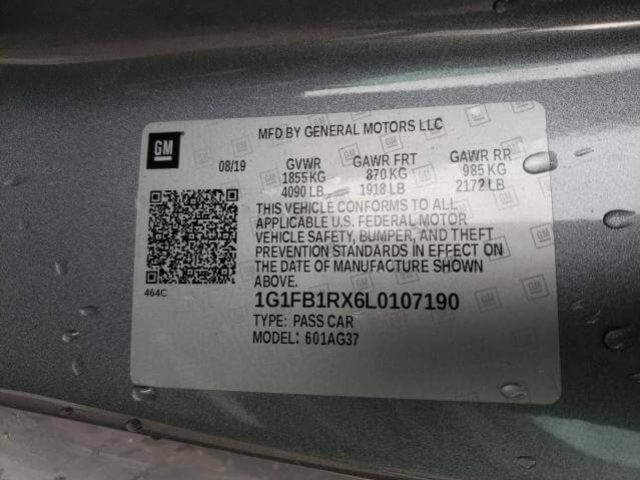 MFD BY GENERAL MOTORS LLC
GM
08/19 GVWR GAWR FRT GAWR RR
1855 KG 870 KG 985 KG
4090 LB 1918 LB 2172 LB
THIS VEHICLE CONFORMS TO ALL
APPLICABLE U.S. FEDERAL MOTOR
VEHICLE SAFETY, BUMPER, AND THEFT
PREVENTION STANDARDS IN EFFECT ON
THE DATE OF MANUFACTURE SHOWN
ABOVE.
464C
1G1FB1RX6L0107190
TYPE: PASS CAR
MODEL: 601AG37